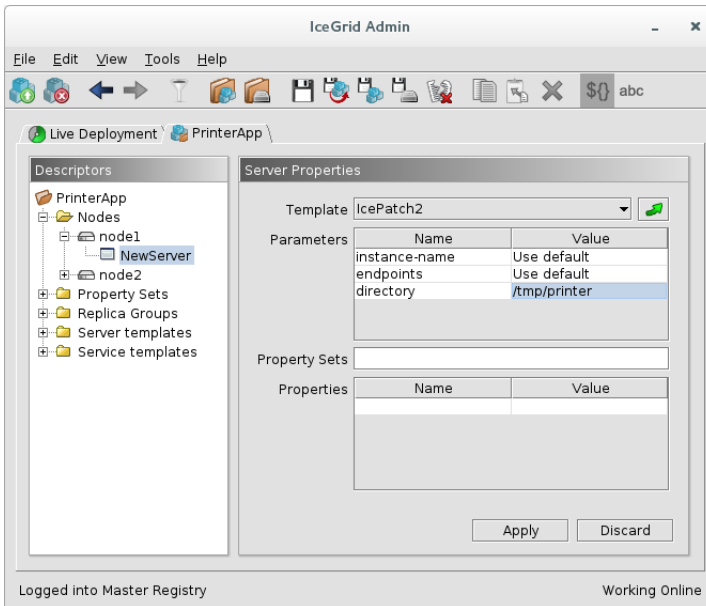 IceGrid Admin
File Edit View Tools Help
${} abc
Live Deployment PrinterApp
Descriptors
PrinterApp
Nodes
node1
NewServer
node2
Property Sets
Replica Groups
Server templates
Service templates
Server Properties
Template IcePatch2
Parameters Name Value
instance-name Use default
endpoints Use default
directory /tmp/printer
Property Sets
Properties Name Value
Apply Discard
Logged into Master Registry Working Online